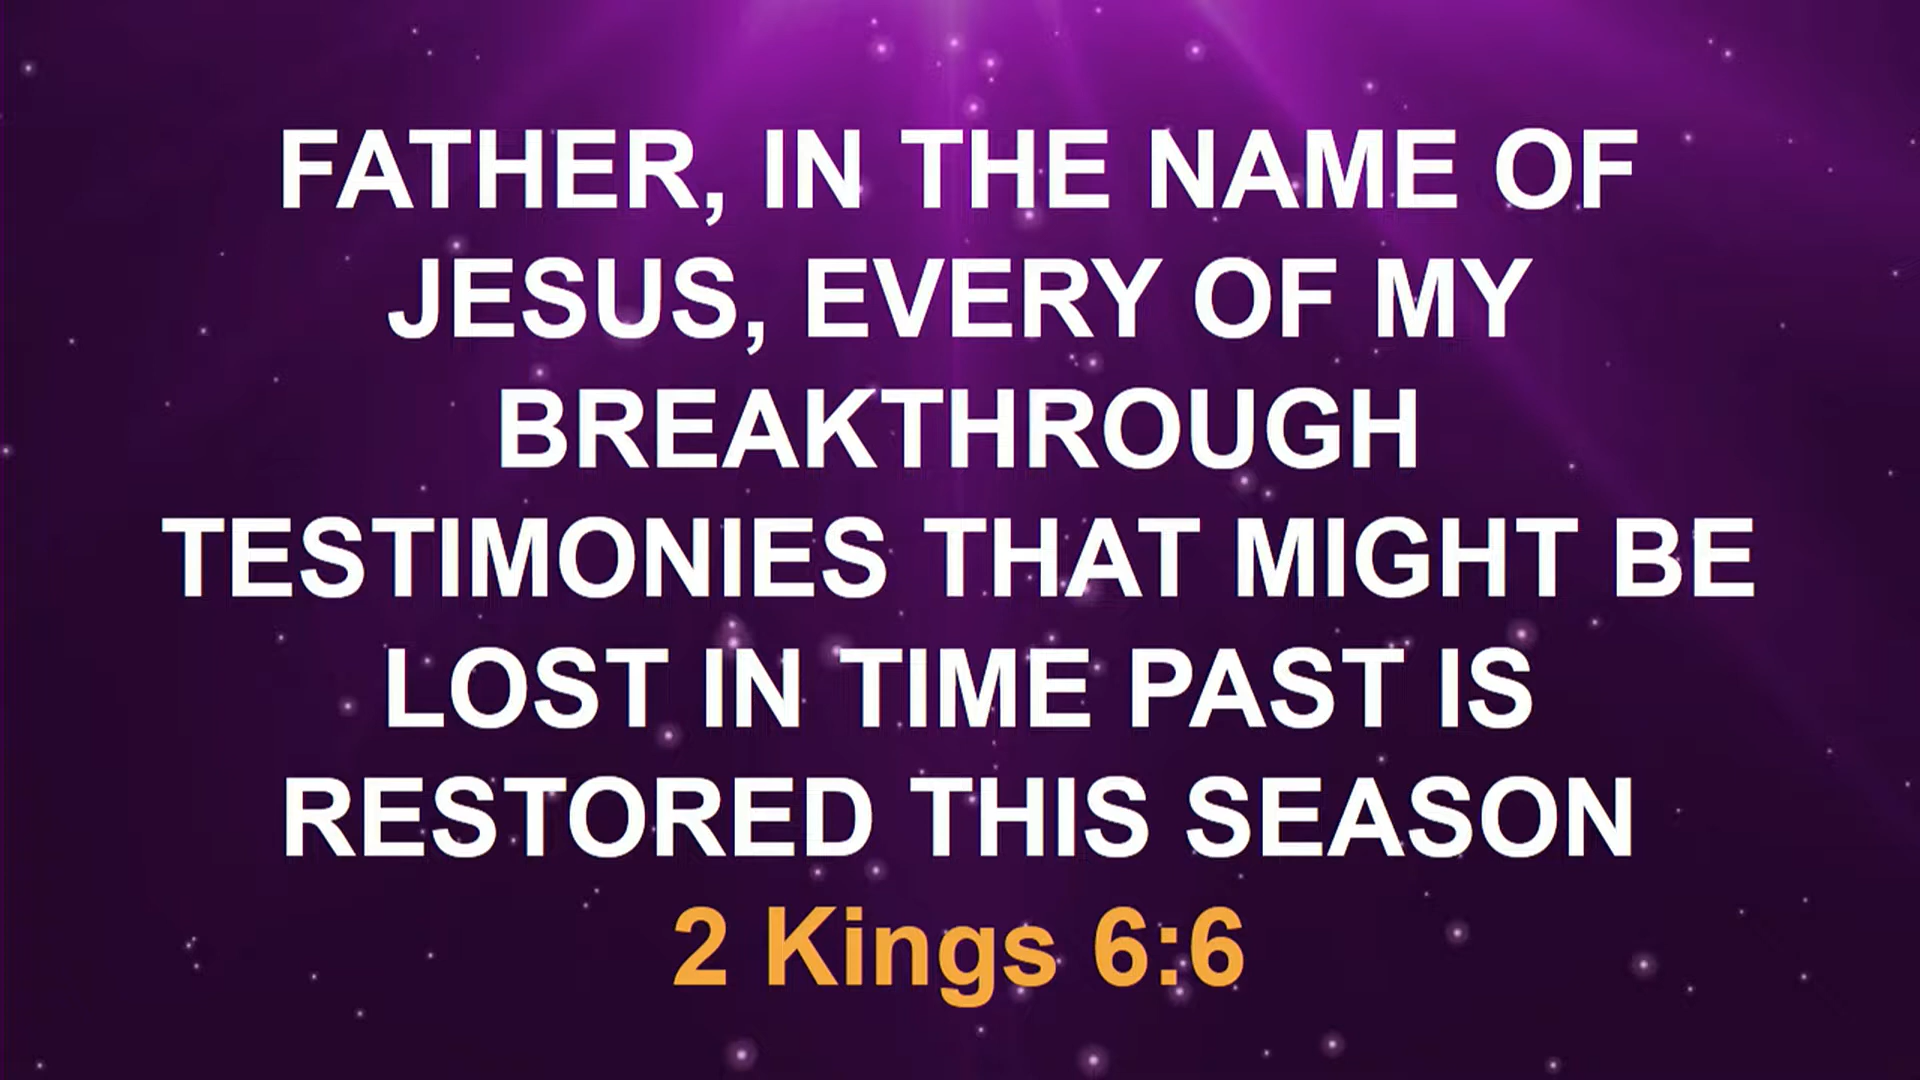 FATHER, IN THE NAME OF
JESUS, EVERY OF MY
BREAKTHROUGH
TESTIMONIES THAT MIGHT BE
LOST IN TIME PAST IS
RESTORED THIS SEASON
2 Kings 6:6